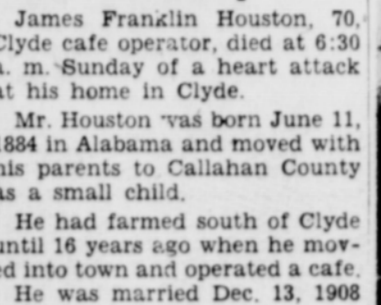 James Franklin Houston, 70,
Clyde cafe operator, died at 6:30
a. m. Sunday of a heart attack
at his home in Clyde.
Mr. Houston was born June 11,
1884 in Alabama and moved with
his parents to Callahan County
as a small child.
He had farmed south of Clyde
until 16 years ago when he mov-
ed into town and operated a cafe.
He was married Dec. 13, 1908